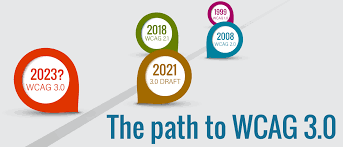 1999
2018
WCAG 2.1
2008
WCAG 2.0
2023?
WCAG 3.0
2021
3.0 DRAFT
The path to WCAG 3.0